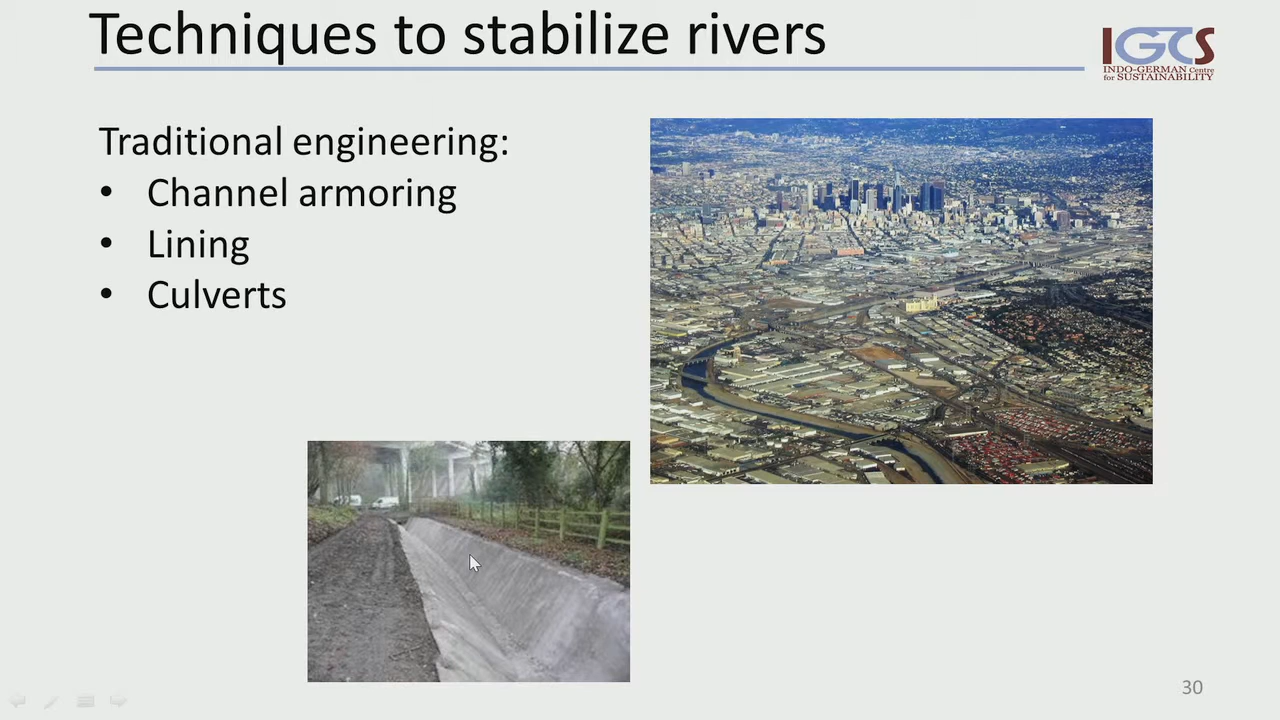 Techniques to stabilize rivers
IGCS
INDO-GERMAN Centre
for SUSTAINABILITY
Traditional engineering:
• Channel armoring
• Lining
• Culverts
30